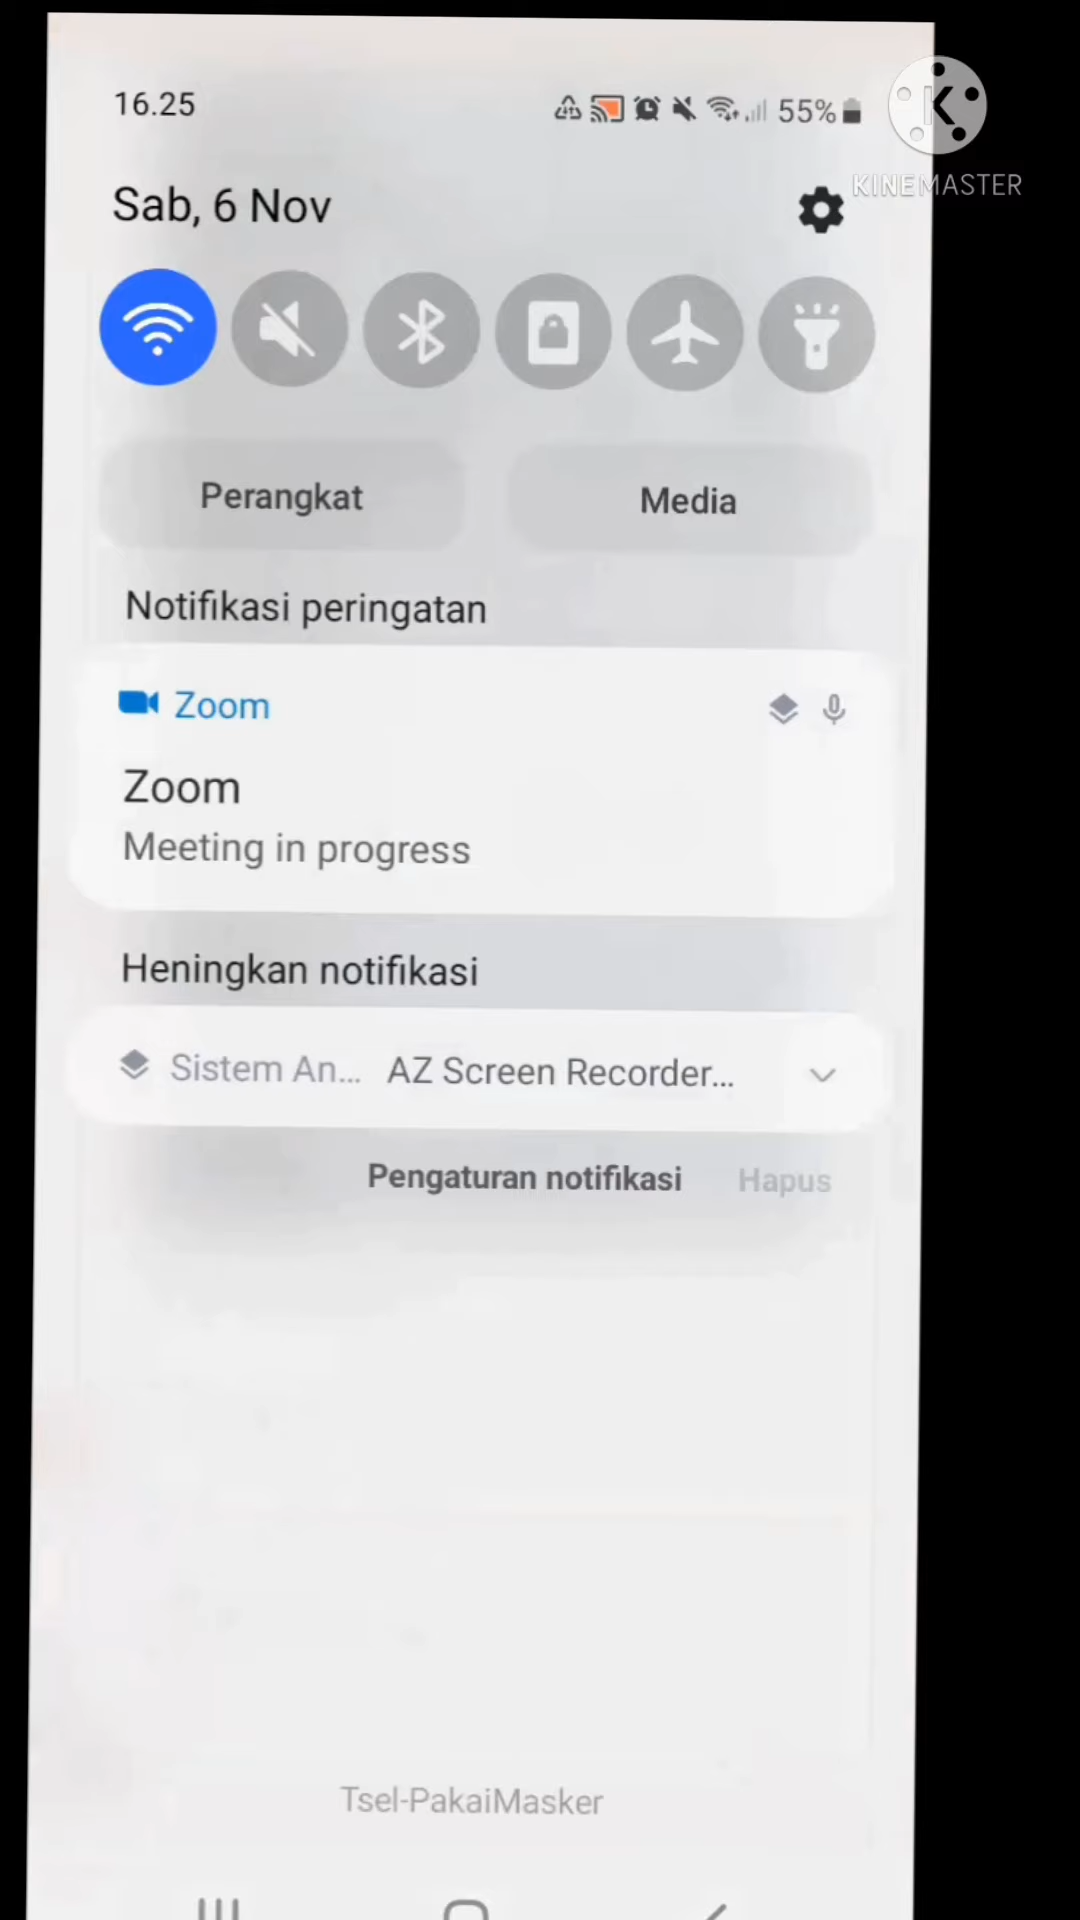 16.25
55%
KINEMASTER
Sab, 6 Nov
Perangkat
Media
Notifikasi peringatan
Zoom
Zoom
Meeting in progress
Heningkan notifikasi
Sistem An... AZ Screen Recorder...
Pengaturan notifikasi
Hapus
Tsel-PakaiMasker